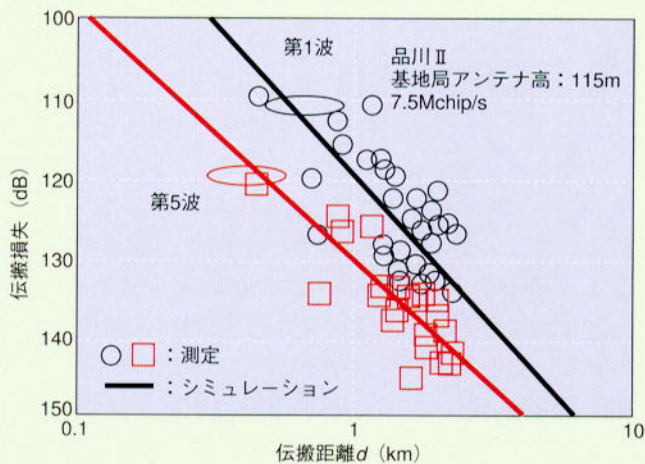 100
110
120
130
140
150
伝搬損失（dB）
第1波
品川Ⅱ
基地局アンテナ高：115m
7.5Mchip/s
第5波
：測定
：シミュレーション
0.1
1
10
伝搬距離d（km）